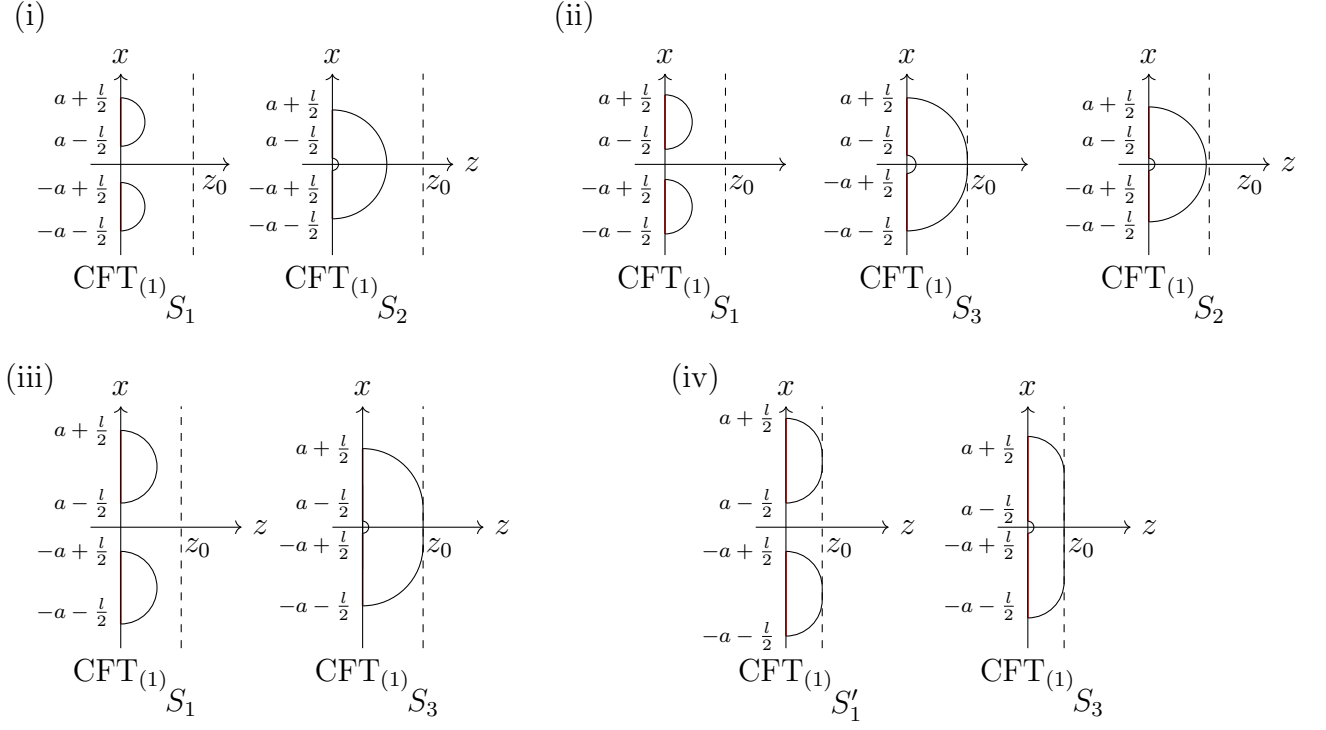 (i)
x
a + l/2
a − l/2
−a + l/2
−a − l/2
z₀
CFT₍₁₎
S₁
x
a + l/2
a − l/2
−a + l/2
−a − l/2
z
z₀
CFT₍₁₎
S₂
(ii)
x
a + l/2
a − l/2
−a + l/2
−a − l/2
CFT₍₁₎
S₁
x
a + l/2
a − l/2
−a + l/2
−a − l/2
z₀
CFT₍₁₎
S₃
x
a + l/2
a − l/2
−a + l/2
−a − l/2
z
z₀
CFT₍₁₎
S₂
(iii)
x
a + l/2
a − l/2
−a + l/2
−a − l/2
z
z₀
CFT₍₁₎
S₁
x
a + l/2
a − l/2
−a + l/2
−a − l/2
z
z₀
CFT₍₁₎
S₃
(iv)
x
a + l/2
a − l/2
−a + l/2
−a − l/2
z
z₀
CFT₍₁₎
S′₁
x
a + l/2
a − l/2
−a + l/2
−a − l/2
z
z₀
CFT₍₁₎
S₃